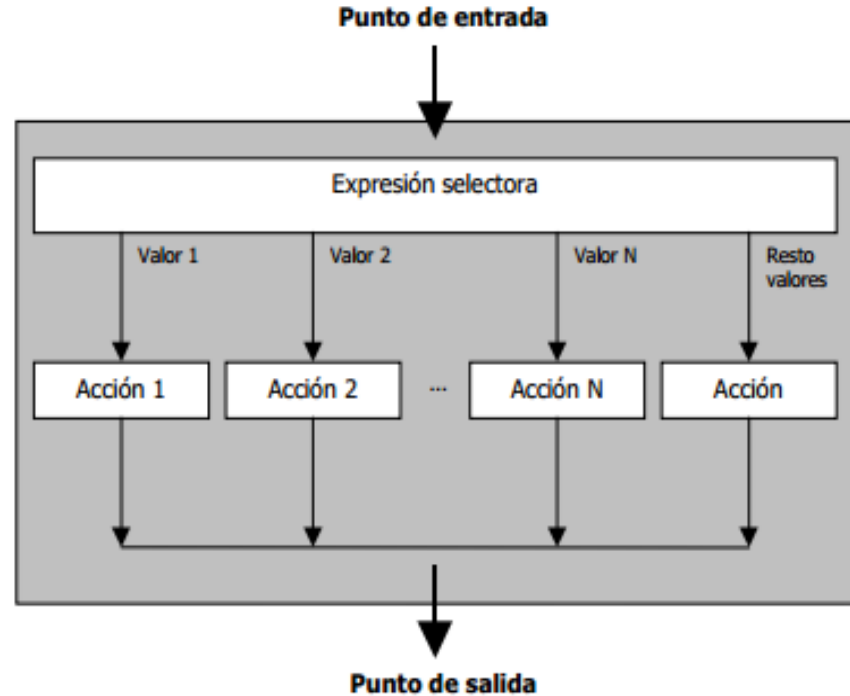 Punto de entrada
Expresión selectora
Valor 1
Valor 2
Valor N
Resto
valores
Acción 1
Acción 2
...
Acción N
Acción
Punto de salida